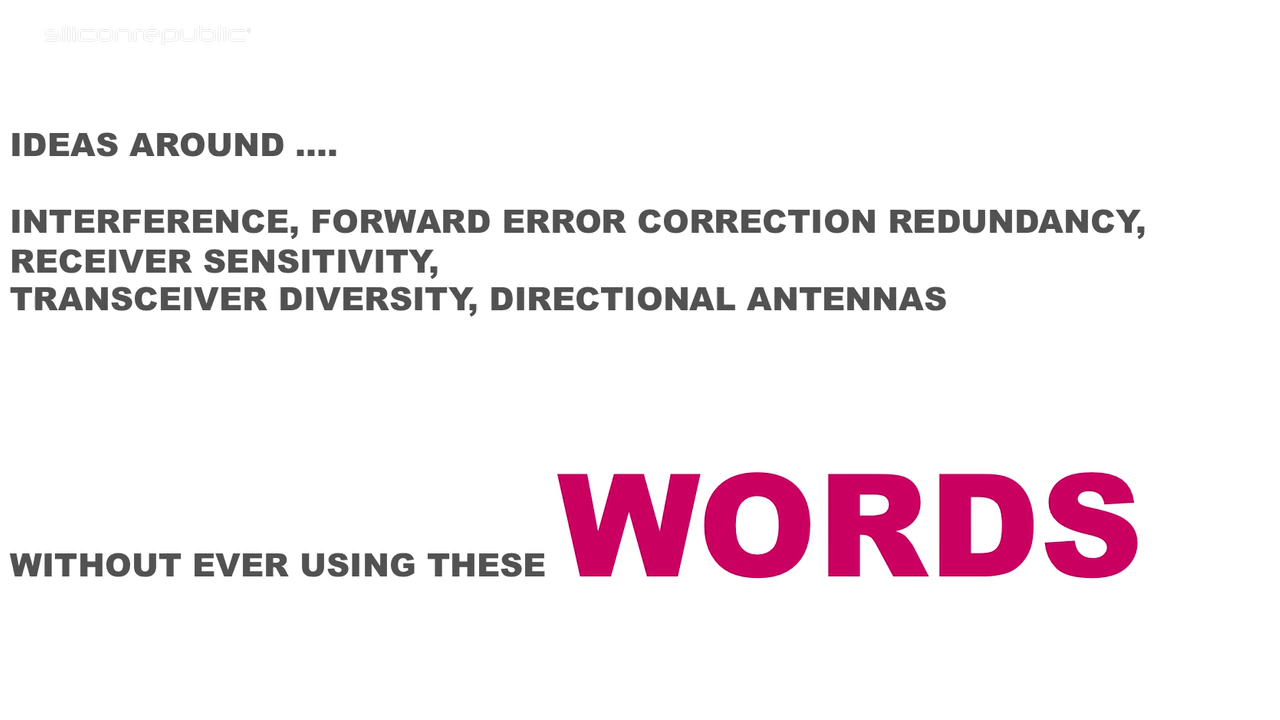 siliconrepublic
IDEAS AROUND ....
INTERFERENCE, FORWARD ERROR CORRECTION REDUNDANCY,
RECEIVER SENSITIVITY,
TRANSCEIVER DIVERSITY, DIRECTIONAL ANTENNAS
WITHOUT EVER USING THESE WORDS